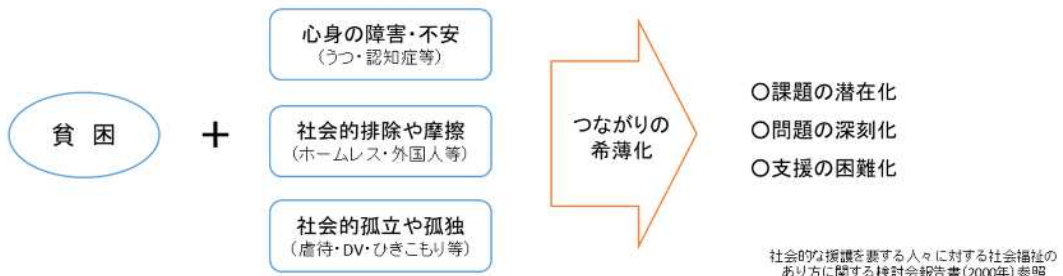 貧 困
＋
心身の障害・不安
（うつ・認知症等）
社会的排除や摩擦
（ホームレス・外国人等）
社会的孤立や孤独
（虐待・DV・ひきこもり等）
つながりの
希薄化
〇課題の潜在化
〇問題の深刻化
〇支援の困難化
社会的な援護を要する人々に対する社会福祉の
あり方に関する検討会報告書(2000年)参照